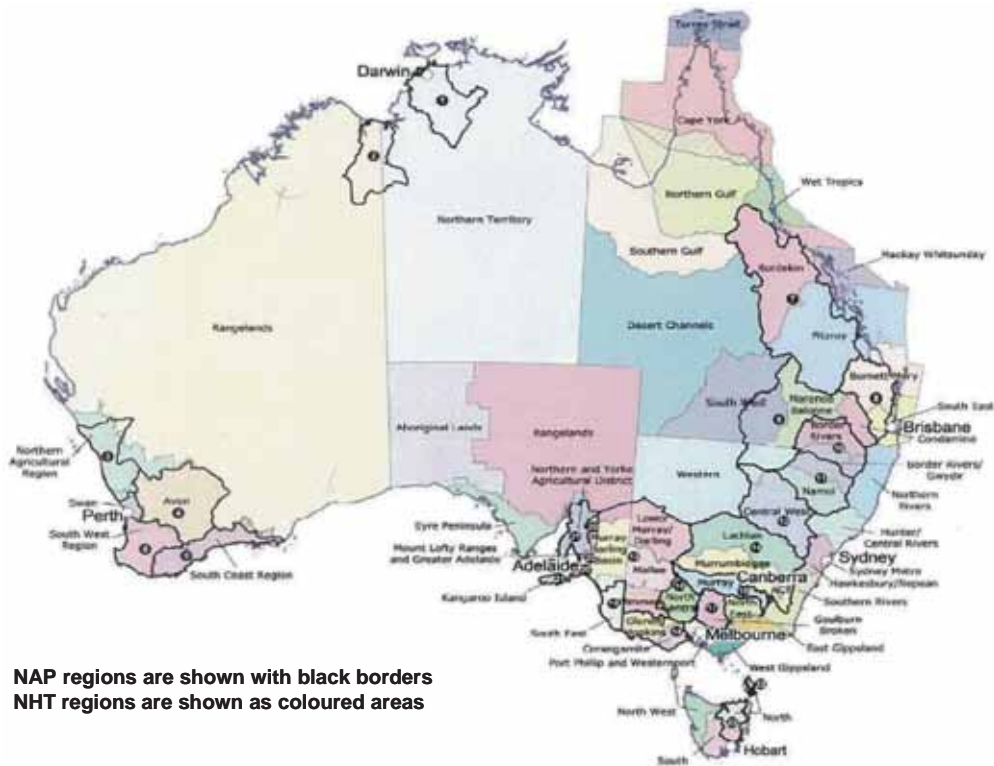 Torres Strait
Darwin
Cape York
Wet Tropics
Northern Gulf
Northern Territory
Southern Gulf
Mackay Whitsunday
Burdekin
7
Rangelands
Desert Channels
Fitzroy
Burnett Mary
South West
Maranoa
Balonne
South East
Brisbane
Condamine
Aboriginal Lands
Rangelands
Border
Rivers
Northern
Agricultural
Region
Northern and Yorke
Agricultural District
Western
Border Rivers/
Gwydir
Namoi
Northern
Rivers
Swan
Perth
Avon
Central West
South West
Region
Eyre Peninsula
Lower
Murray/
Darling
Lachlan
Hunter/
Central Rivers
Mount Lofty Ranges
and Greater Adelaide
Murray
Darling
Basin
Sydney
South Coast Region
Adelaide
Mallee
Murrumbidgee
Sydney Metro
Canberra
Hawkesbury/Nepean
Kangaroo Island
Murray
ACT
Wimmera
North
Central
North
East
Southern Rivers
South East
Glenelg
Hopkins
Goulburn
Broken
Melbourne
Corangamite
East Gippsland
Port Phillip and Westernport
West Gippsland
NAP regions are shown with black borders
NHT regions are shown as coloured areas
North West
North
Hobart
South